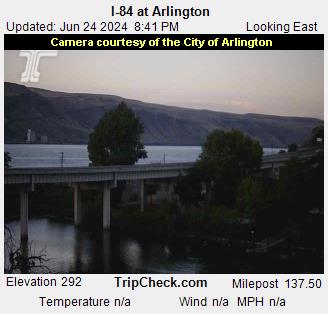 I-84 at Arlington
Updated: Jun 24 2024 8:41 PM Looking East
Camera courtesy of the City of Arlington
Elevation 292 TripCheck.com Milepost 137.50
Temperature n/a Wind n/a MPH n/a